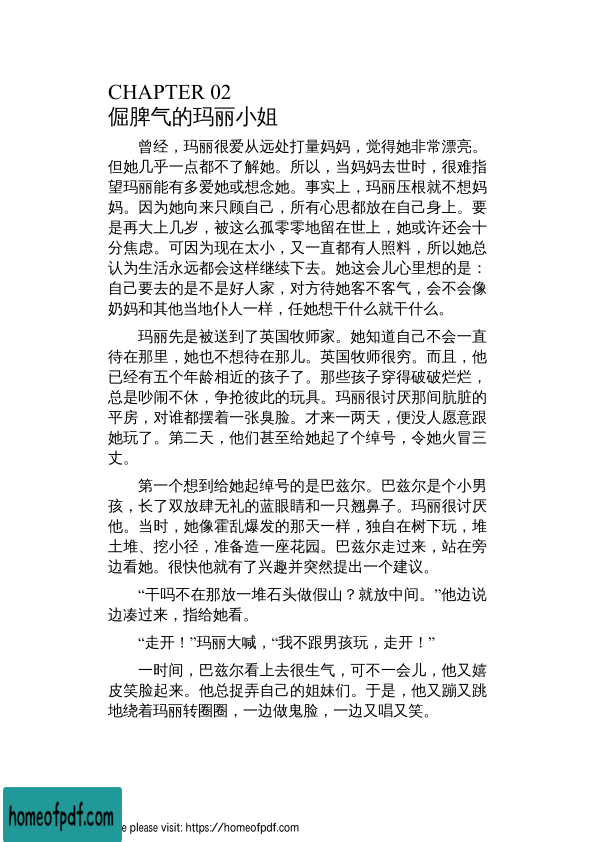 CHAPTER 02
倔脾气的玛丽小姐
曾经，玛丽很爱从远处打量妈妈，觉得她非常漂亮。
但她几乎一点都不了解她。所以，当妈妈去世时，很难指
望玛丽能有多爱她或想念她。事实上，玛丽压根就不想妈
妈。因为她向来只顾自己，所有心思都放在自己身上。要
是再大上几岁，被这么孤零零地留在世上，她或许还会十
分焦虑。可因为现在太小，又一直都有人照料，所以她总
认为生活永远都会这样继续下去。她这会儿心里想的是：
自己要去的是不是好人家，对方待她客不客气，会不会像
奶妈和其他当地仆人一样，任她想干什么就干什么。
玛丽先是被送到了英国牧师家。她知道自己不会一直
待在那里，她也不想待在那儿。英国牧师很穷。而且，他
已经有五个年龄相近的孩子了。那些孩子穿得破破烂烂，
总是吵闹不休，争抢彼此的玩具。玛丽很讨厌那间肮脏的
平房，对谁都摆着一张臭脸。才来一两天，便没人愿意跟
她玩了。第二天，他们甚至给她起了个绰号，令她火冒三
丈。
第一个想到给她起绰号的是巴兹尔。巴兹尔是个小男
孩，长了双放肆无礼的蓝眼睛和一只翘鼻子。玛丽很讨厌
他。当时，她像霍乱爆发的那天一样，独自在树下玩，堆
土堆、挖小径，准备造一座花园。巴兹尔走过来，站在旁
边看她。很快他就有了兴趣并突然提出一个建议。
“干吗不在那放一堆石头做假山？就放中间。”他边说
边凑过来，指给她看。
“走开！”玛丽大喊，“我不跟男孩玩，走开！”
一时间，巴兹尔看上去很生气，可不一会儿，他又嬉
皮笑脸起来。他总捉弄自己的姐妹们。于是，他又蹦又跳
地绕着玛丽转圈圈，一边做鬼脸，一边又唱又笑。
homeofpdf.com
please visit: https://homeofpdf.com